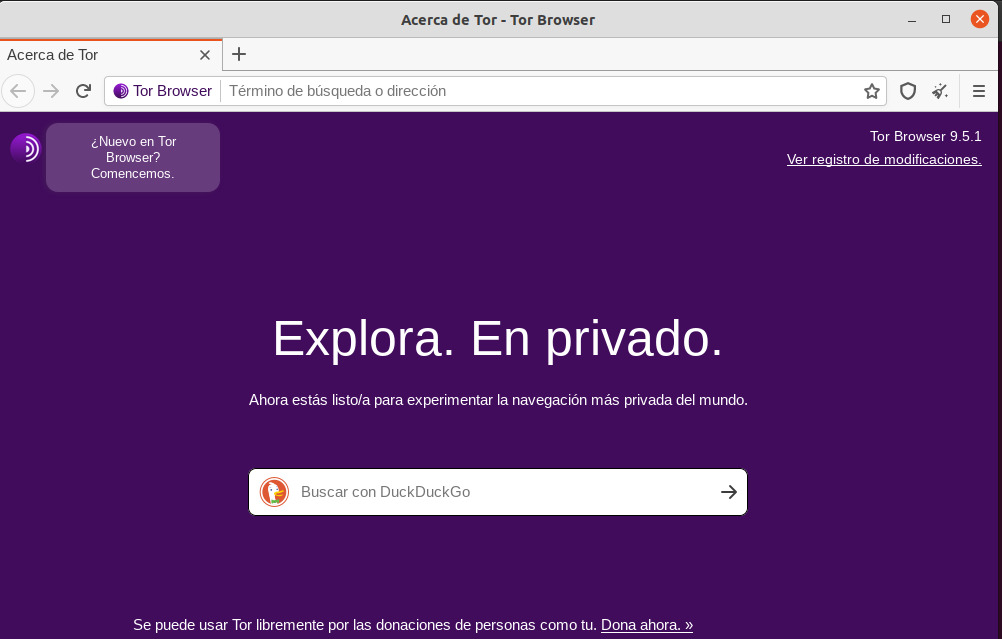 Acerca de Tor - Tor Browser
Acerca de Tor
Tor Browser
Término de búsqueda o dirección
¿Nuevo en Tor
Browser?
Comencemos.
Tor Browser 9.5.1
Ver registro de modificaciones.
Explora. En privado.
Ahora estás listo/a para experimentar la navegación más privada del mundo.
Buscar con DuckDuckGo
Se puede usar Tor libremente por las donaciones de personas como tu. Dona ahora. »